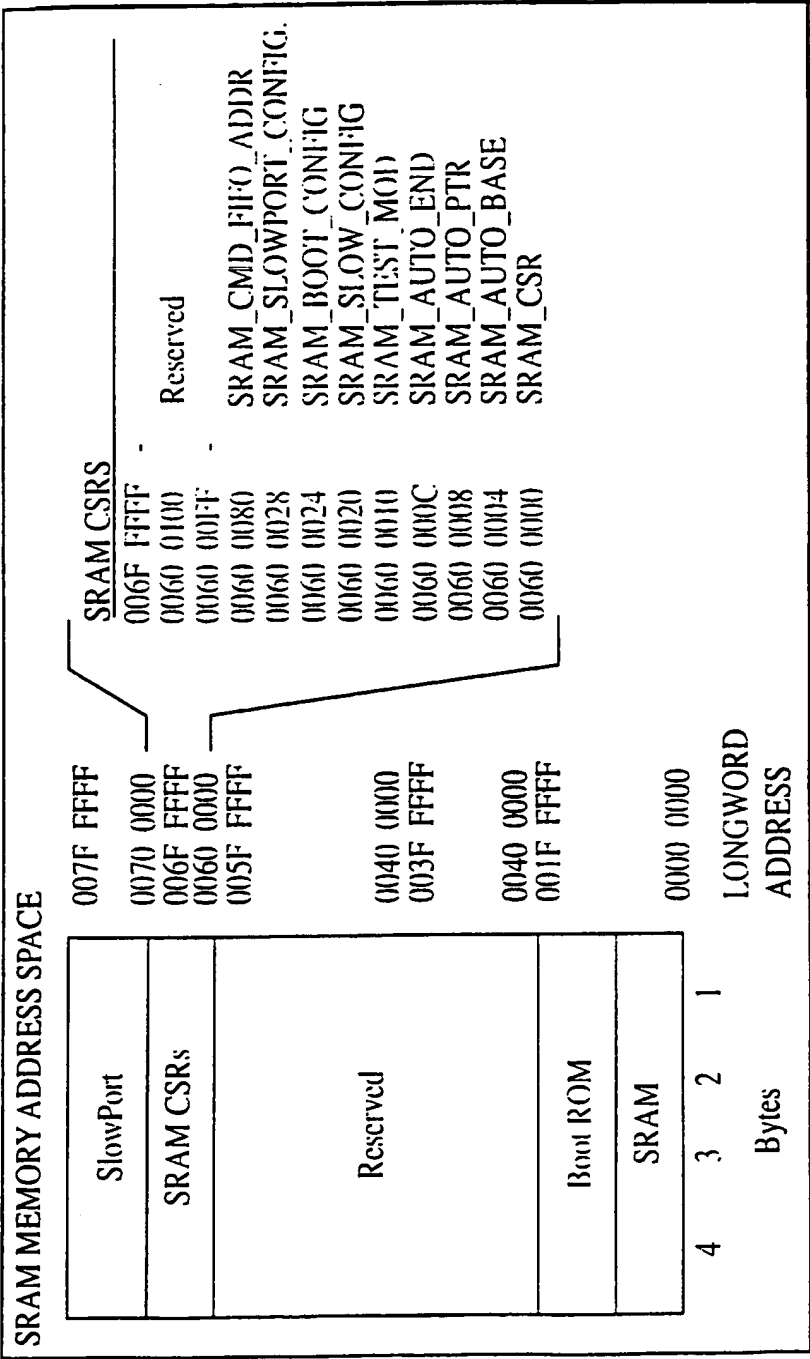 SRAM MEMORY ADDRESS SPACE
SlowPort
SRAM CSRs
Reserved
Boot ROM
SRAM
4 3 2 1
Bytes
007F FFFF
0070 0000
006F FFFF
0060 0000
005F FFFF
0040 0000
003F FFFF
0040 0000
001F FFFF
0000 0000
LONGWORD
ADDRESS
SRAM CSRS
006F FFFF -
0060 0100 Reserved
0060 00FF -
0060 0080 SRAM_CMD_FIFO_ADDR
0060 0028 SRAM_SLOWPORT_CONFIG.
0060 0024 SRAM_BOOT_CONFIG
0060 0020 SRAM_SLOW_CONFIG
0060 0010 SRAM_TEST_MOD
0060 000C SRAM_AUTO_END
0060 0008 SRAM_AUTO_PTR
0060 0004 SRAM_AUTO_BASE
0060 0000 SRAM_CSR